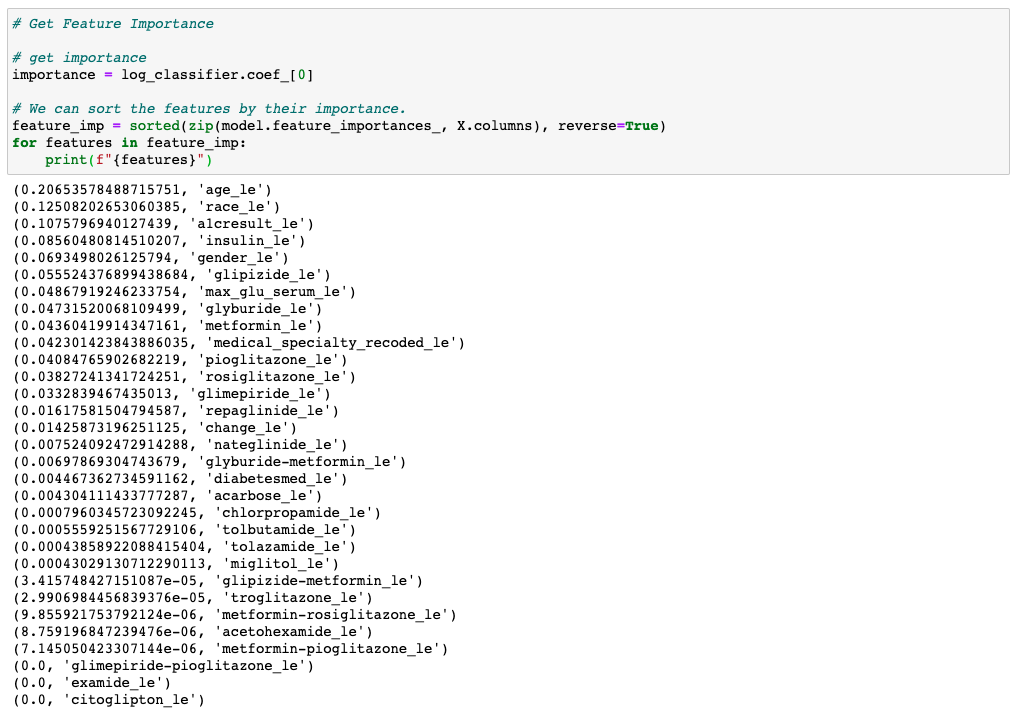 # Get Feature Importance
# get importance
importance = log_classifier.coef_[0]
# We can sort the features by their importance.
feature_imp = sorted(zip(model.feature_importances_, X.columns), reverse=True)
for features in feature_imp:
    print(f"{features}")
(0.20653578488715751, 'age_le')
(0.12508202653060385, 'race_le')
(0.1075796940127439, 'a1cresult_le')
(0.08560480814510207, 'insulin_le')
(0.0693498026125794, 'gender_le')
(0.055524376899438684, 'glipizide_le')
(0.04867919246233754, 'max_glu_serum_le')
(0.04731520068109499, 'glyburide_le')
(0.04360419914347161, 'metformin_le')
(0.042301423843886035, 'medical_specialty_recoded_le')
(0.04084765902682219, 'pioglitazone_le')
(0.03827241341724251, 'rosiglitazone_le')
(0.0332839467435013, 'glimepiride_le')
(0.01617581504794587, 'repaglinide_le')
(0.01425873196251125, 'change_le')
(0.007524092472914288, 'nateglinide_le')
(0.00697869304743679, 'glyburide-metformin_le')
(0.004467362734591162, 'diabetesmed_le')
(0.004304111433777287, 'acarbose_le')
(0.0007960345723092245, 'chlorpropamide_le')
(0.0005559251567729106, 'tolbutamide_le')
(0.00043858922088415404, 'tolazamide_le')
(0.00043029130712290113, 'miglitol_le')
(3.415748427151087e-05, 'glipizide-metformin_le')
(2.9906984456839376e-05, 'troglitazone_le')
(9.855921753792124e-06, 'metformin-rosiglitazone_le')
(8.759196847239476e-06, 'acetohexamide_le')
(7.145050423307144e-06, 'metformin-pioglitazone_le')
(0.0, 'glimepiride-pioglitazone_le')
(0.0, 'examide_le')
(0.0, 'citoglipton_le')